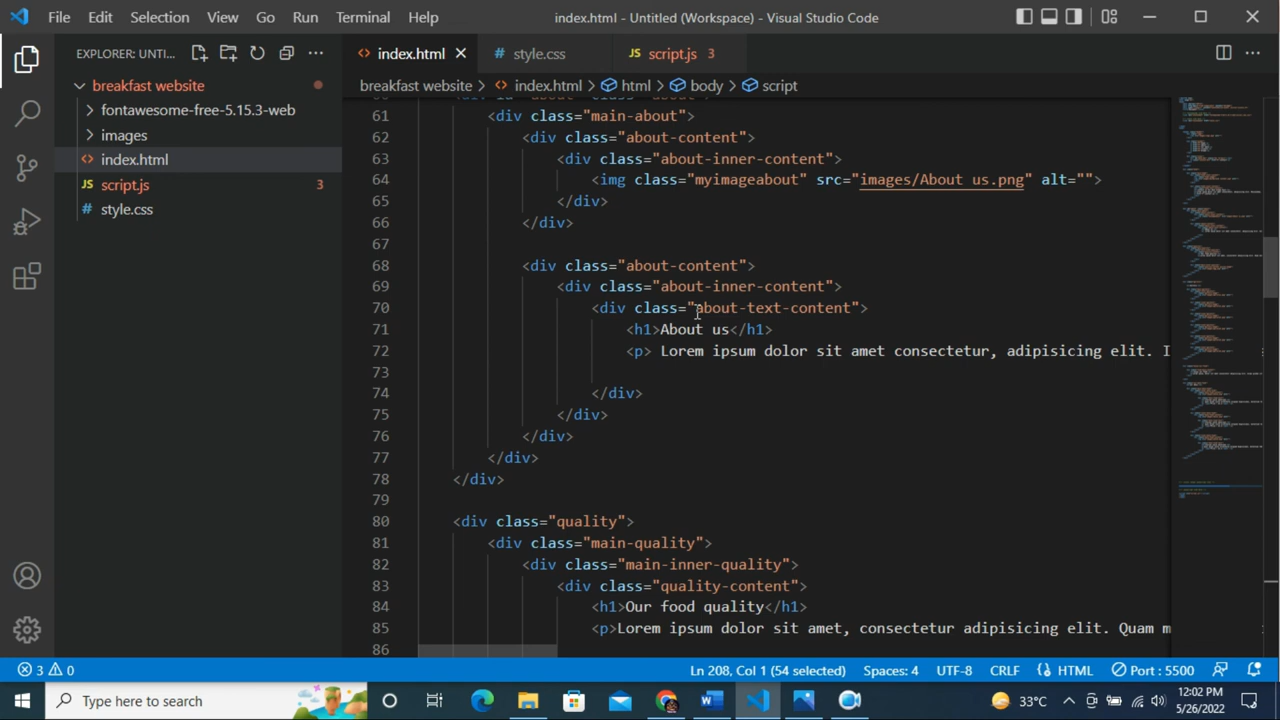 File Edit Selection View Go Run Terminal Help index.html - Untitled (Workspace) - Visual Studio Code
EXPLORER: UNTI...
index.html
style.css
script.js 3
breakfast website > index.html > html > body > script
breakfast website
fontawesome-free-5.15.3-web
images
index.html
script.js 3
style.css
61 <div class="main-about">
62 <div class="about-content">
63 <div class="about-inner-content">
64 <img class="myimageabout" src="images/About us.png" alt="">
65 </div>
66 </div>
67
68 <div class="about-content">
69 <div class="about-inner-content">
70 <div class="about-text-content">
71 <h1>About us</h1>
72 <p> Lorem ipsum dolor sit amet consectetur, adipisicing elit. I
73
74 </div>
75 </div>
76 </div>
77 </div>
78 </div>
79
80 <div class="quality">
81 <div class="main-quality">
82 <div class="main-inner-quality">
83 <div class="quality-content">
84 <h1>Our food quality</h1>
85 <p>Lorem ipsum dolor sit amet, consectetur adipisicing elit. Quam m
86
3 0 Ln 208, Col 1 (54 selected) Spaces: 4 UTF-8 CRLF HTML Port : 5500
Type here to search
33°C
12:02 PM
5/26/2022